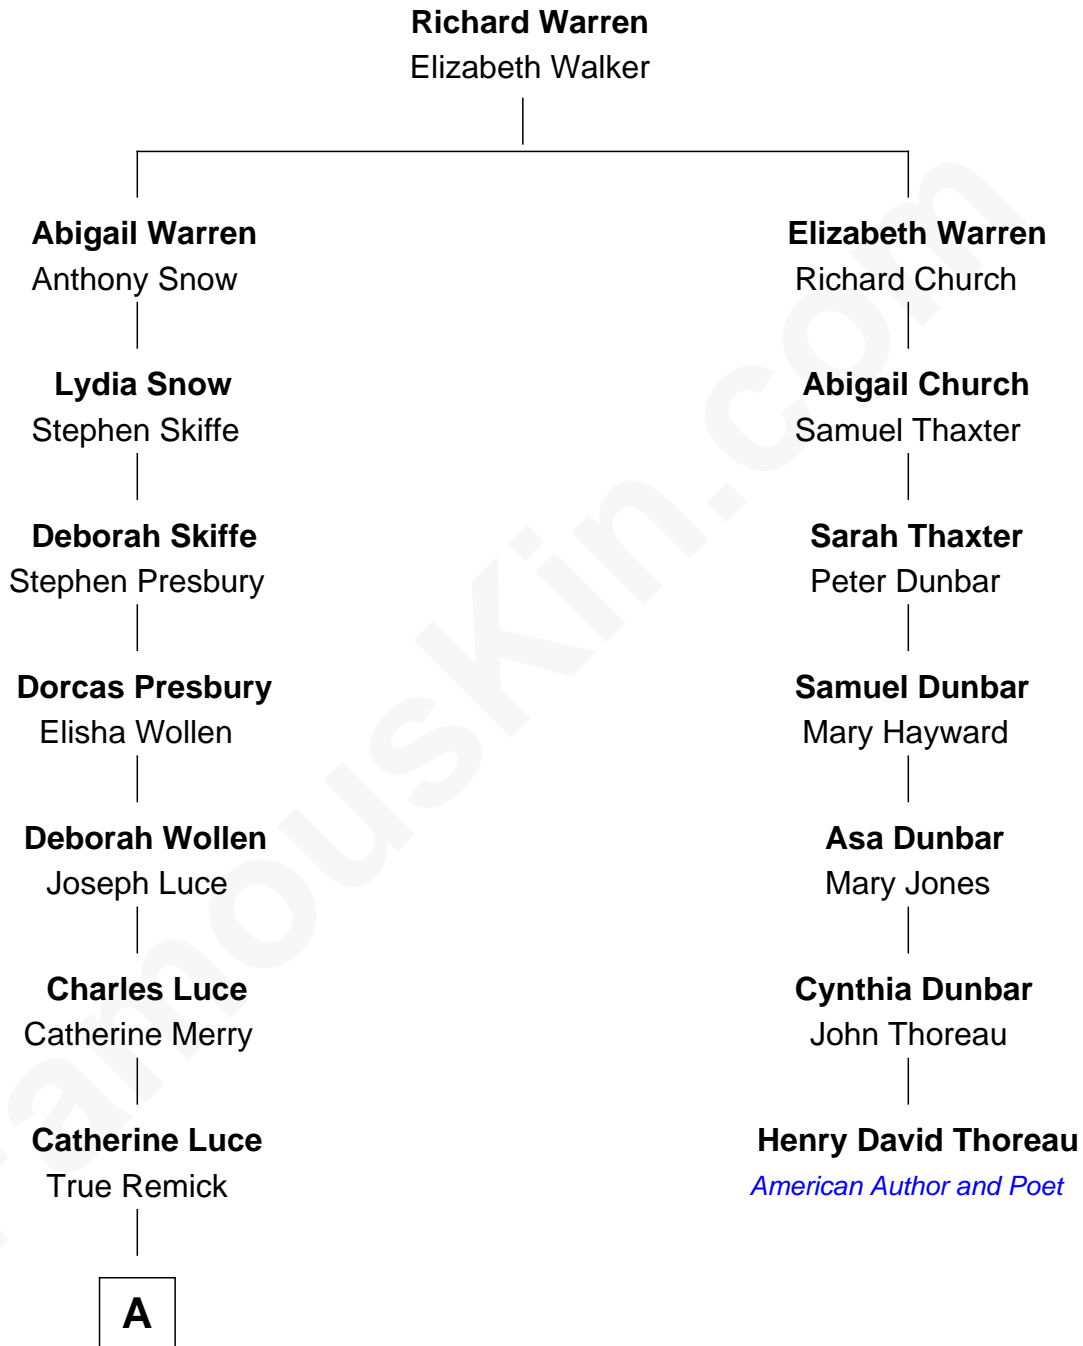 Richard Warren
Elizabeth Walker
Abigail Warren
Anthony Snow
Elizabeth Warren
Richard Church
Lydia Snow
Stephen Skiffe
Abigail Church
Samuel Thaxter
Deborah Skiffe
Stephen Presbury
Sarah Thaxter
Peter Dunbar
Dorcas Presbury
Elisha Wollen
Samuel Dunbar
Mary Hayward
Deborah Wollen
Joseph Luce
Asa Dunbar
Mary Jones
Charles Luce
Catherine Merry
Cynthia Dunbar
John Thoreau
Catherine Luce
True Remick
Henry David Thoreau
American Author and Poet
A
FamousKin.com